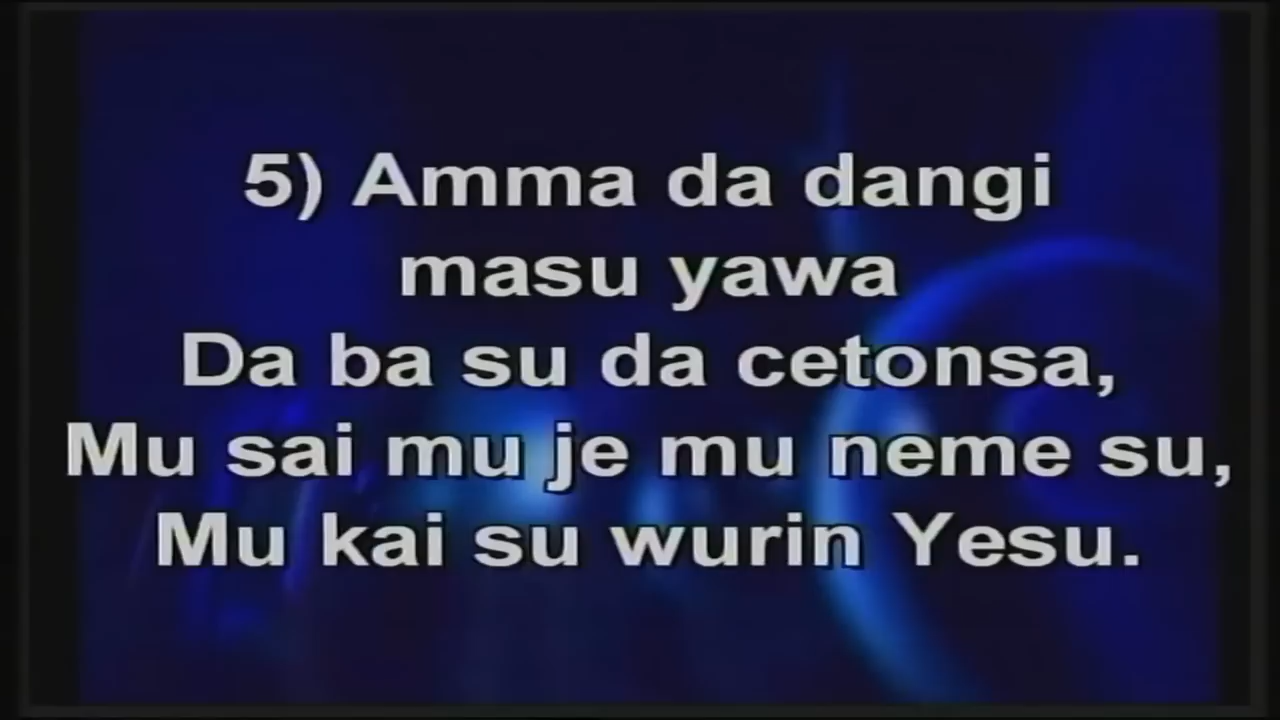 5) Amma da dangi
masu yawa
Da ba su da cetonsa,
Mu sai mu je mu neme su,
Mu kai su wurin Yesu.